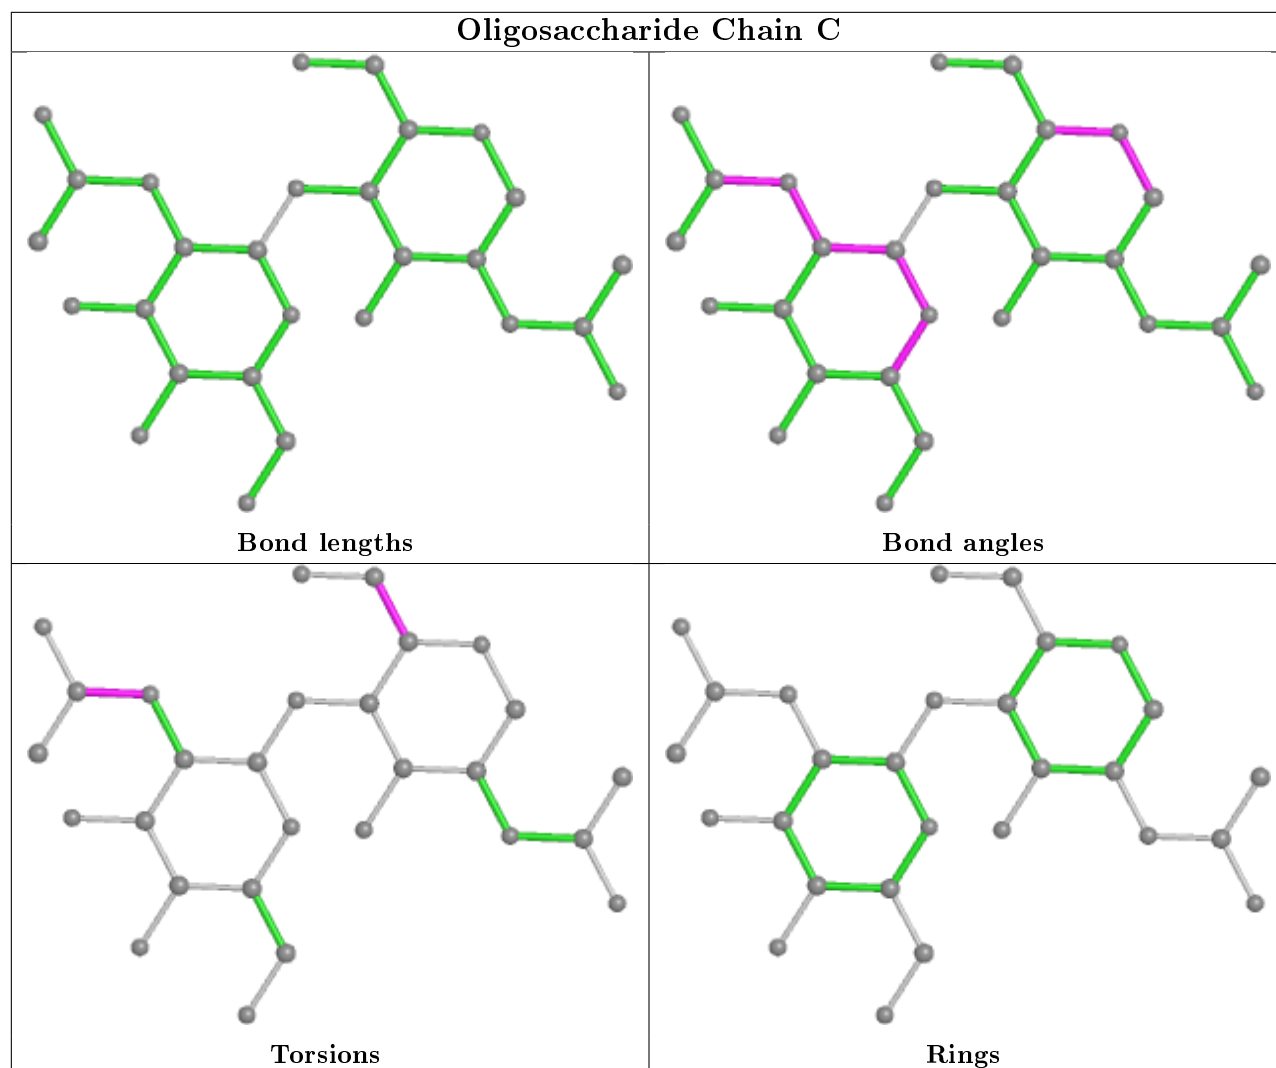 Oligosaccharide Chain C
Bond lengths
Bond angles
Torsions
Rings